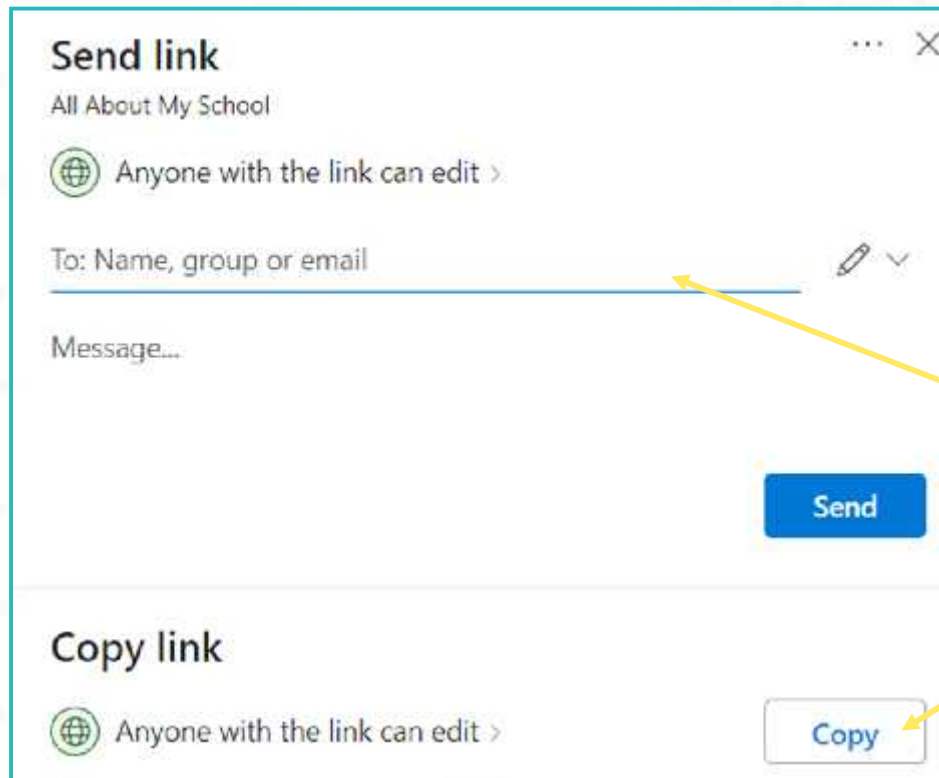 Send link
All About My School
Anyone with the link can edit >
To: Name, group or email
Message...
Send
Copy link
Anyone with the link can edit >
Copy